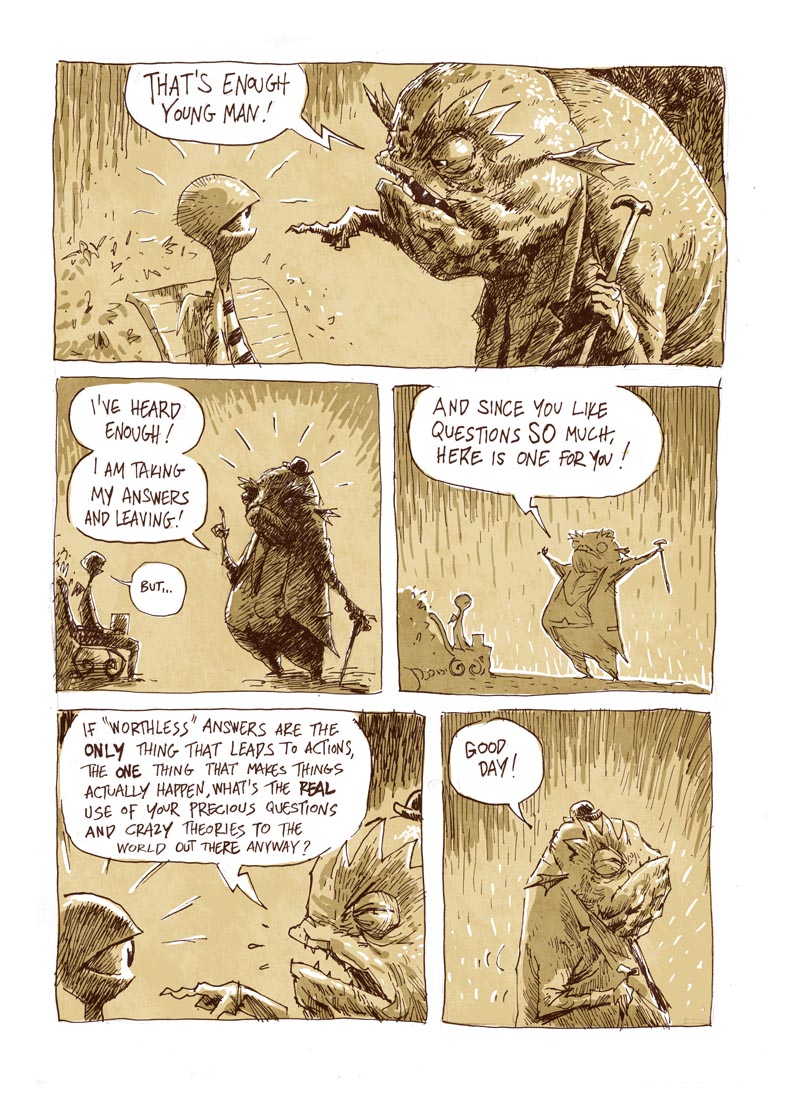 THAT'S ENOUGH
YOUNG MAN!
I'VE HEARD
ENOUGH!
I AM TAKING
MY ANSWERS
AND LEAVING!
BUT...
AND SINCE YOU LIKE
QUESTIONS SO MUCH,
HERE IS ONE FOR YOU!
IF "WORTHLESS" ANSWERS ARE THE
ONLY THING THAT LEADS TO ACTIONS,
THE ONE THING THAT MAKES THINGS
ACTUALLY HAPPEN, WHAT'S THE REAL
USE OF YOUR PRECIOUS QUESTIONS
AND CRAZY THEORIES TO THE
WORLD OUT THERE ANYWAY?
GOOD
DAY!